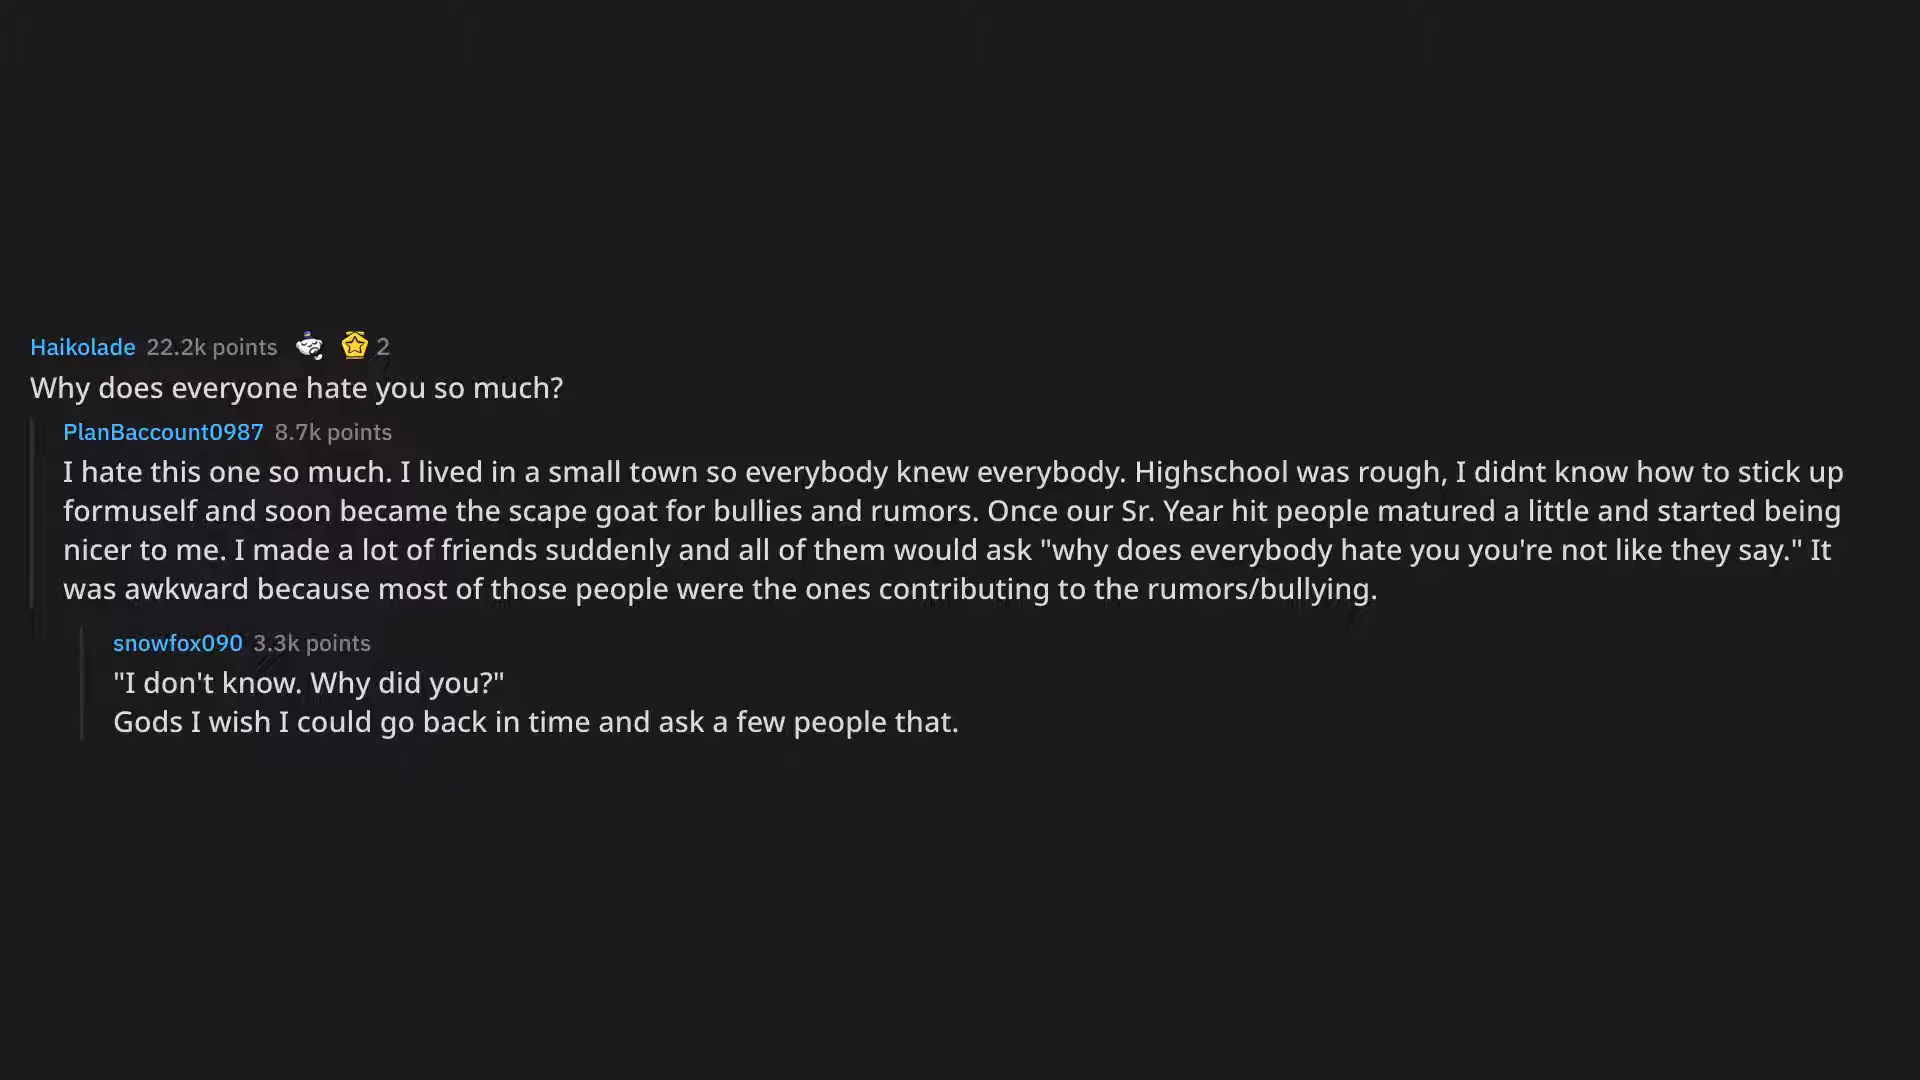 Haikolade 22.2k points 2
Why does everyone hate you so much?
PlanBaccount0987 8.7k points
I hate this one so much. I lived in a small town so everybody knew everybody. Highschool was rough, I didnt know how to stick up
formuself and soon became the scape goat for bullies and rumors. Once our Sr. Year hit people matured a little and started being
nicer to me. I made a lot of friends suddenly and all of them would ask "why does everybody hate you you're not like they say." It
was awkward because most of those people were the ones contributing to the rumors/bullying.
snowfox090 3.3k points
"I don't know. Why did you?"
Gods I wish I could go back in time and ask a few people that.